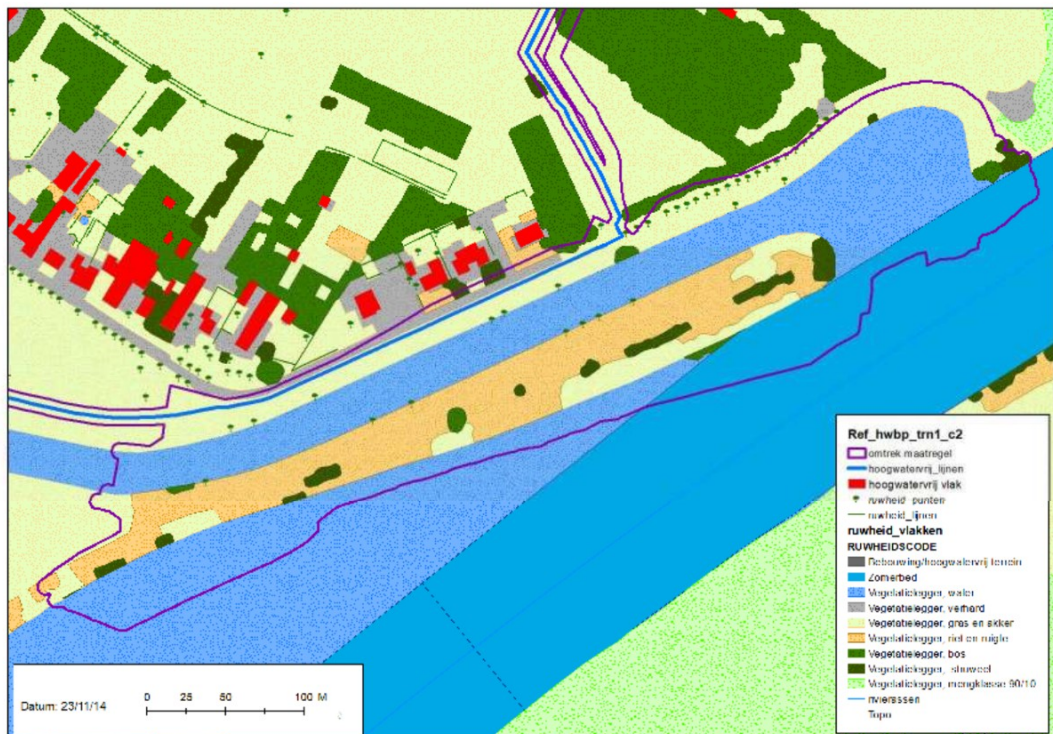 Ref_hwbp_trn1_c2
omtrek maatregel
hoogwatervrij_lijnen
hoogwatervrij vlak
ruwheid_punten
ruwheid_lijnen
ruwheid_vlakken
RUWHEIDSCODE
Bebouwing/hoogwatervrij terrein
Zomerbed
Vegetatielegger, water
Vegetatielegger, verhard
Vegetatielegger, gras en akker
Vegetatielegger, riet en ruigte
Vegetatielegger, bos
Vegetatielegger, struweel
Vegetatielegger, mengklasse 90/10
rivierassen
Topo
Datum: 23/11/14
0 25 50 100 M